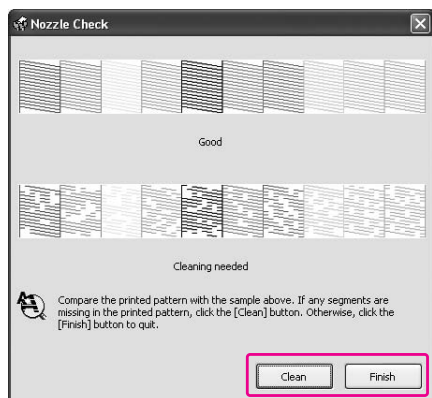 Nozzle Check
Good
Cleaning needed
Compare the printed pattern with the sample above. If any segments are
missing in the printed pattern, click the [Clean] button. Otherwise, click the
[Finish] button to quit.
Clean
Finish